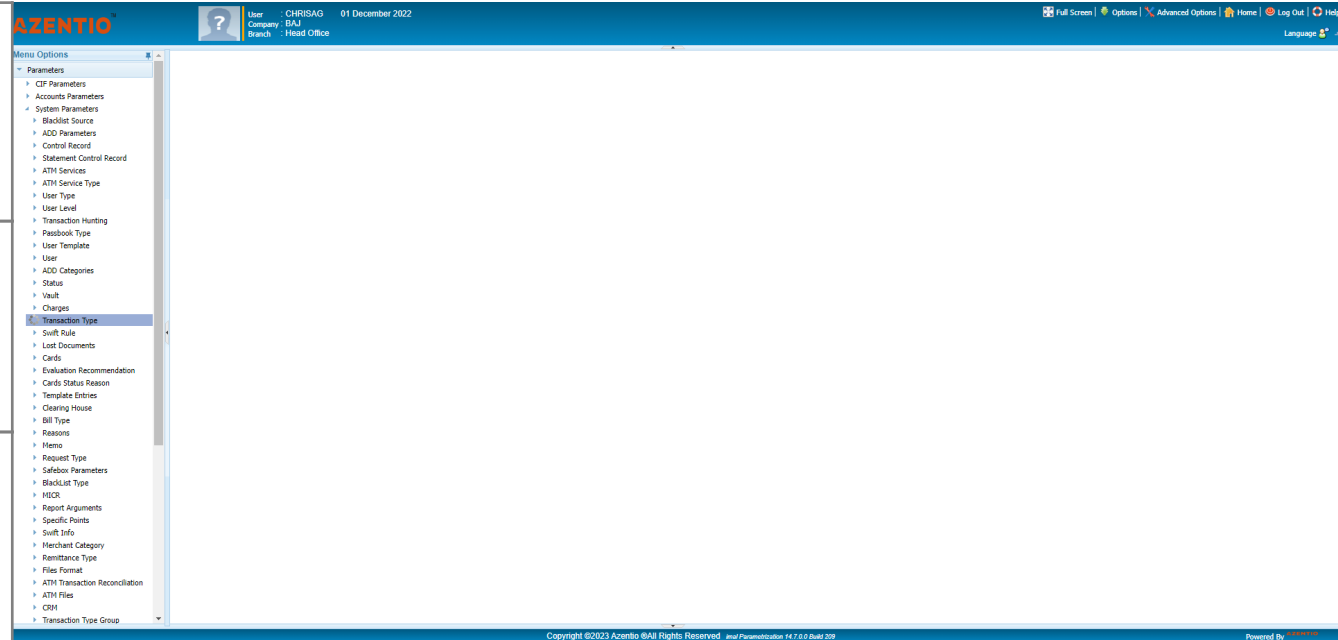 AZENTIO™
User : CHRISAG 01 December 2022
Company : BAJ
Branch : Head Office
Full Screen | Options | Advanced Options | Home | Log Out | Help
Language
Menu Options
Parameters
CIF Parameters
Accounts Parameters
System Parameters
Blacklist Source
ADD Parameters
Control Record
Statement Control Record
ATM Services
ATM Service Type
User Type
User Level
Transaction Hunting
Passbook Type
User Template
User
ADD Categories
Status
Vault
Charges
Transaction Type
Swift Rule
Lost Documents
Cards
Evaluation Recommendation
Cards Status Reason
Template Entries
Clearing House
Bill Type
Reasons
Memo
Request Type
Safebox Parameters
BlackList Type
MICR
Report Arguments
Specific Points
Swift Info
Merchant Category
Remittance Type
Files Format
ATM Transaction Reconciliation
ATM Files
CRM
Transaction Type Group
Copyright ©2023 Azentio ®All Rights Reserved imal Parametrization 14.7.0.0 Build 209
Powered By AZENTIO